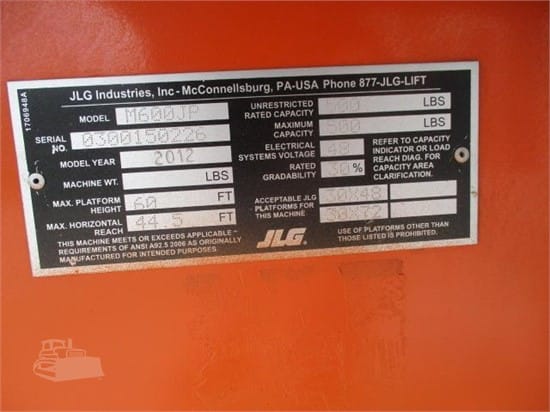 JLG Industries, Inc - McConnellsburg, PA-USA Phone 877-JLG-LIFT
MODEL M600JP
SERIAL NO. 0300150226
MODEL YEAR 2012
MACHINE WT. LBS
MAX. PLATFORM HEIGHT 60 FT
MAX. HORIZONTAL REACH 44.5 FT
THIS MACHINE MEETS OR EXCEEDS APPLICABLE
REQUIREMENTS OF ANSI A92.5 2006 AS ORIGINALLY
MANUFACTURED FOR INTENDED PURPOSES.
UNRESTRICTED RATED CAPACITY 500 LBS
MAXIMUM CAPACITY 500 LBS
ELECTRICAL SYSTEMS VOLTAGE 48
RATED GRADABILITY 30%
REFER TO CAPACITY
INDICATOR OR LOAD
REACH DIAG. FOR
CAPACITY AREA
CLARIFICATION.
ACCEPTABLE JLG PLATFORMS FOR THIS MACHINE
30X48
30X72
JLG®
USE OF PLATFORMS OTHER THAN
THOSE LISTED IS PROHIBITED.
1706948A